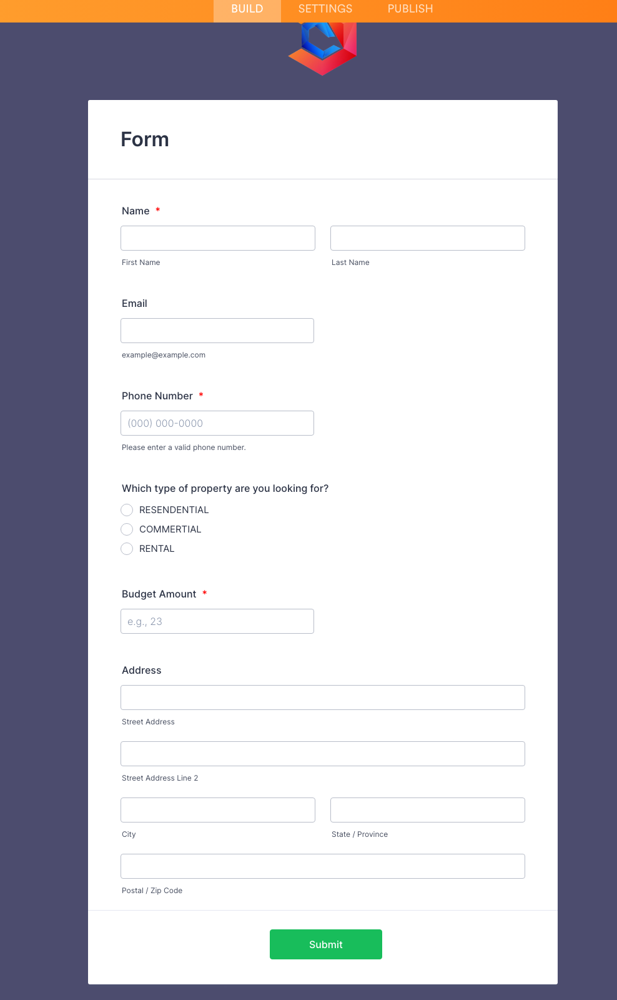 BUILD SETTINGS PUBLISH
Form
Name *
First Name Last Name
Email
example@example.com
Phone Number *
(000) 000-0000
Please enter a valid phone number.
Which type of property are you looking for?
RESENDENTIAL
COMMERTIAL
RENTAL
Budget Amount *
e.g., 23
Address
Street Address
Street Address Line 2
City State / Province
Postal / Zip Code
Submit